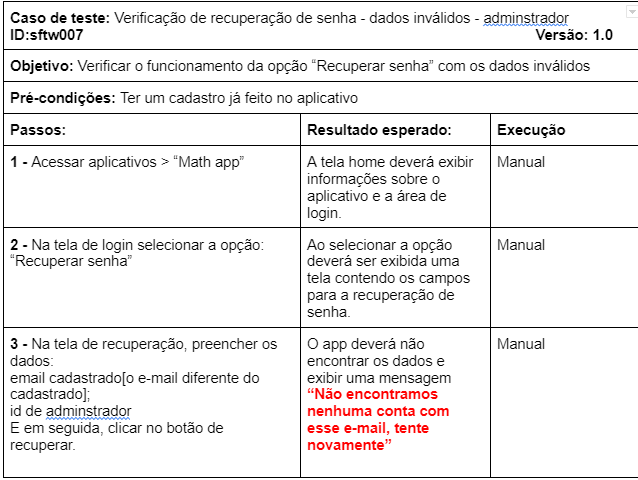 Caso de teste: Verificação de recuperação de senha - dados inválidos - adminstrador
ID:sftw007 Versão: 1.0
Objetivo: Verificar o funcionamento da opção “Recuperar senha” com os dados inválidos
Pré-condições: Ter um cadastro já feito no aplicativo
Passos: Resultado esperado: Execução
1 - Acessar aplicativos > “Math app”
A tela home deverá exibir
informações sobre o
aplicativo e a área de
login.
Manual
2 - Na tela de login selecionar a opção:
“Recuperar senha”
Ao selecionar a opção
deverá ser exibida uma
tela contendo os campos
para a recuperação de
senha.
Manual
3 - Na tela de recuperação, preencher os
dados:
email cadastrado[o e-mail diferente do
cadastrado];
id de adminstrador
E em seguida, clicar no botão de
recuperar.
O app deverá não
encontrar os dados e
exibir uma mensagem
“Não encontramos
nenhuma conta com
esse e-mail, tente
novamente”
Manual